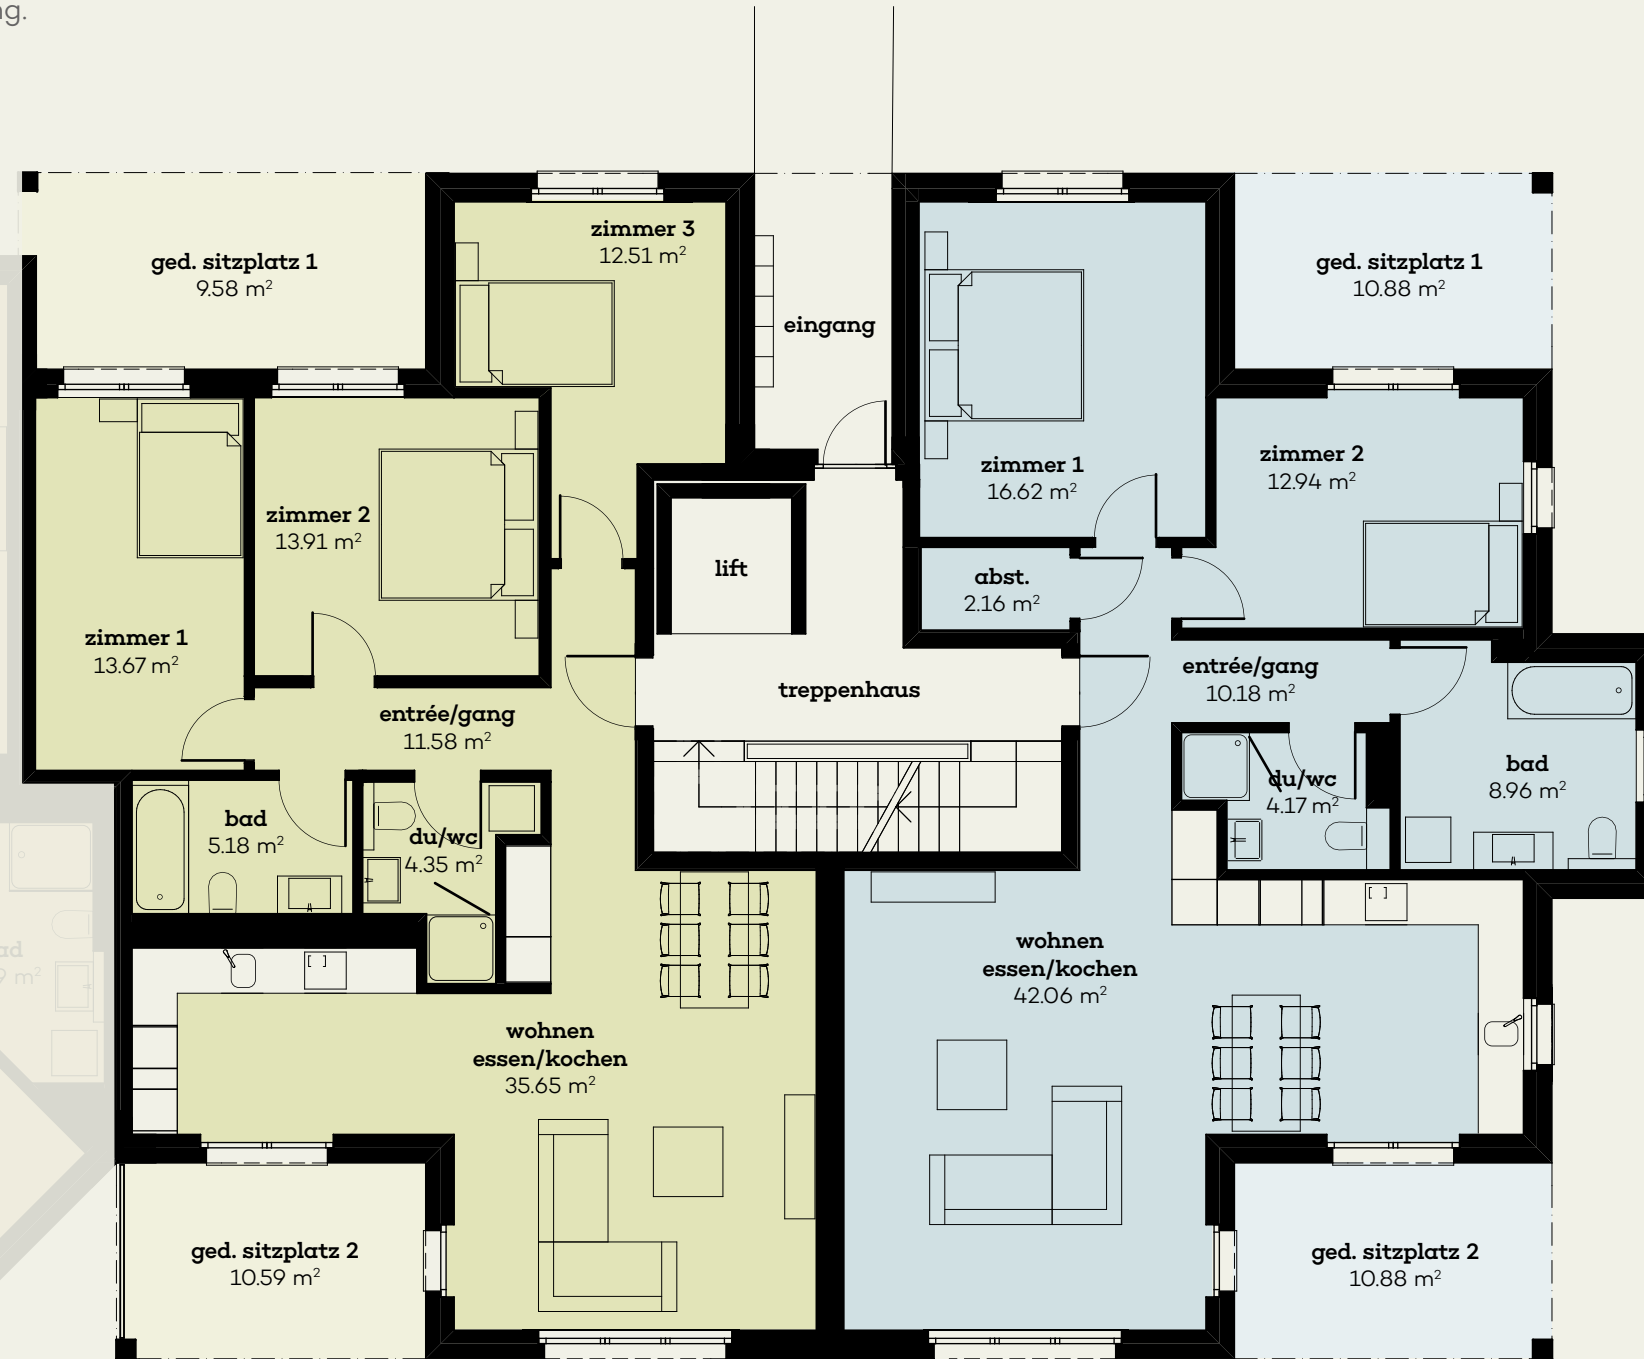 ged. sitzplatz 1
9.58 m²
zimmer 3
12.51 m²
eingang
ged. sitzplatz 1
10.88 m²
zimmer 1
16.62 m²
zimmer 2
12.94 m²
zimmer 2
13.91 m²
lift
abst.
2.16 m²
zimmer 1
13.67 m²
entrée/gang
11.58 m²
treppenhaus
entrée/gang
10.18 m²
bad
5.18 m²
du/wc
4.35 m²
du/wc
4.17 m²
bad
8.96 m²
wohnen
essen/kochen
42.06 m²
wohnen
essen/kochen
35.65 m²
ged. sitzplatz 2
10.59 m²
ged. sitzplatz 2
10.88 m²